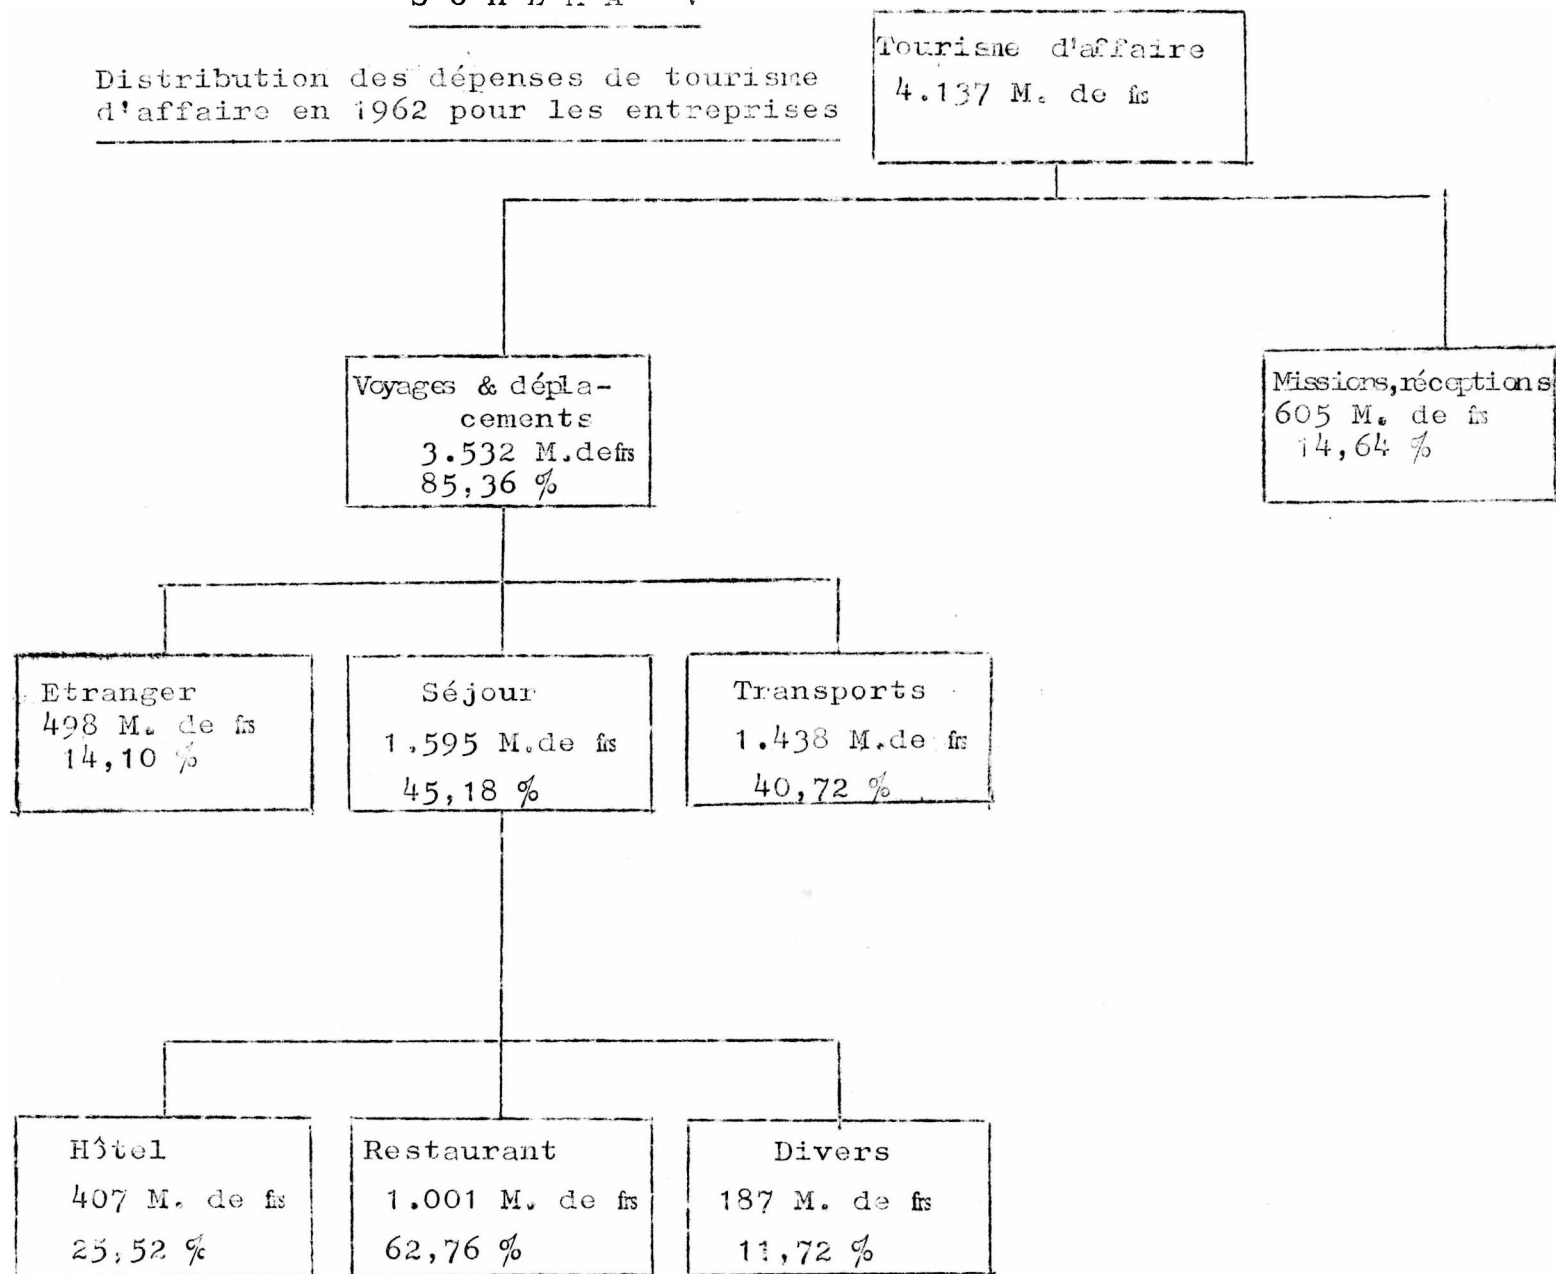 S C H E M A V
Distribution des dépenses de tourisme
d'affaire en 1962 pour les entreprises
Tourisme d'affaire
4.137 M. de frs
Voyages & dépla-
cements
3.532 M.de frs
85,36 %
Missions,réceptions
605 M. de frs
14,64 %
Etranger
498 M. de frs
14,10 %
Séjour
1.595 M.de frs
45,18 %
Transports
1.438 M.de frs
40,72 %
Hôtel
407 M. de frs
25,52 %
Restaurant
1.001 M. de frs
62,76 %
Divers
187 M. de frs
11,72 %